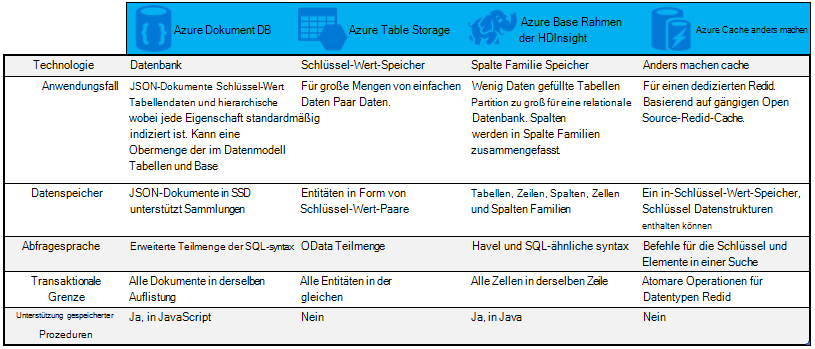 Azure Dokument DB
Azure Table Storage
Azure Base Rahmen
der HDInsight
Azure Cache anders machen
Technologie
Datenbank
Schlüssel-Wert-Speicher
Spalte Familie Speicher
Anders machen cache
Anwendungsfall
JSON-Dokumente Schlüssel-Wert
Tabellendaten und hierarchische
wobei jede Eigenschaft standardmäßig
indiziert ist. Kann eine
Obermenge der im Datenmodell
Tabellen und Base
Für große Mengen von einfachen
Daten Paar Daten.
Wenig Daten gefüllte Tabellen
Partition zu groß für eine relationale
Datenbank. Spalten
werden in Spalte Familien
zusammengefasst.
Für einen dedizierten Redid.
Basierend auf gängigen Open
Source-Redid-Cache.
Datenspeicher
JSON-Dokumente in SSD
unterstützt Sammlungen
Entitäten in Form von
Schlüssel-Wert-Paare
Tabellen, Zeilen, Spalten, Zellen
und Spalten Familien
Ein in-Schlüssel-Wert-Speicher,
Schlüssel Datenstrukturen
enthalten können
Abfragesprache
Erweiterte Teilmenge der SQL-syntax
OData Teilmenge
Havel und SQL-ähnliche syntax
Befehle für die Schlüssel und
Elemente in einer Suche
Transaktionale
Grenze
Alle Dokumente in derselben
Auflistung
Alle Entitäten in der
gleichen
Alle Zellen in derselben Zeile
Atomare Operationen für
Datentypen Redid
Unterstützung gespeicherter
Prozeduren
Ja, in JavaScript
Nein
Ja, in Java
Nein